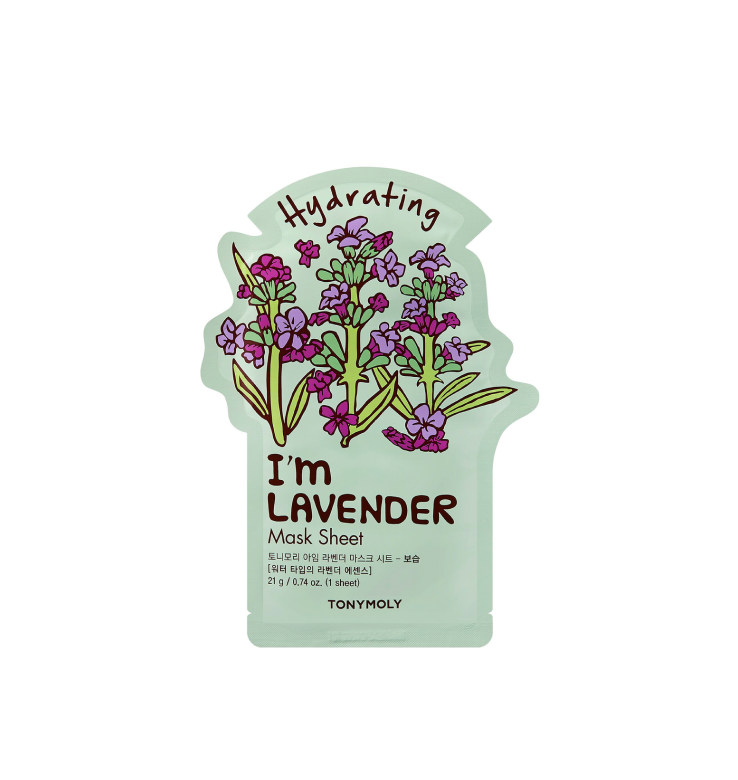 Hydrating
I'm
LAVENDER
Mask Sheet
토니모리 아임 라벤더 마스크 시트 - 보습
[워터 타입의 라벤더 에센스]
21 g / 0.74 oz. (1 sheet)
TONYMOLY